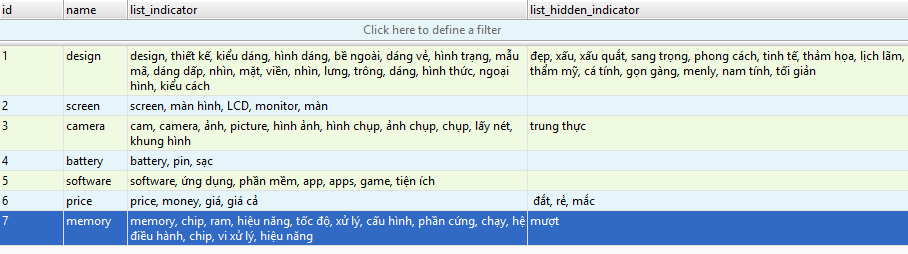 id name list_indicator list_hidden_indicator
Click here to define a filter
1 design design, thiết kế, kiểu dáng, hình dáng, bề ngoài, dáng vẻ, hình trạng, mẫu đẹp, xấu, xấu quắt, sang trọng, phong cách, tinh tế, thảm họa, lịch lãm,
mã, dáng dấp, nhìn, mặt, viền, nhìn, lưng, trông, dáng, hình thức, ngoại thẩm mỹ, cá tính, gọn gàng, menly, nam tính, tối giản
hình, kiểu cách
2 screen screen, màn hình, LCD, monitor, màn
3 camera cam, camera, ảnh, picture, hình ảnh, hình chụp, ảnh chụp, chụp, lấy nét, trung thực
khung hình
4 battery battery, pin, sạc
5 software software, ứng dụng, phần mềm, app, apps, game, tiện ích
6 price price, money, giá, giá cả đắt, rẻ, mắc
7 memory memory, chip, ram, hiệu năng, tốc độ, xử lý, cấu hình, phần cứng, chạy, hệ mượt
điều hành, chip, vi xử lý, hiệu năng